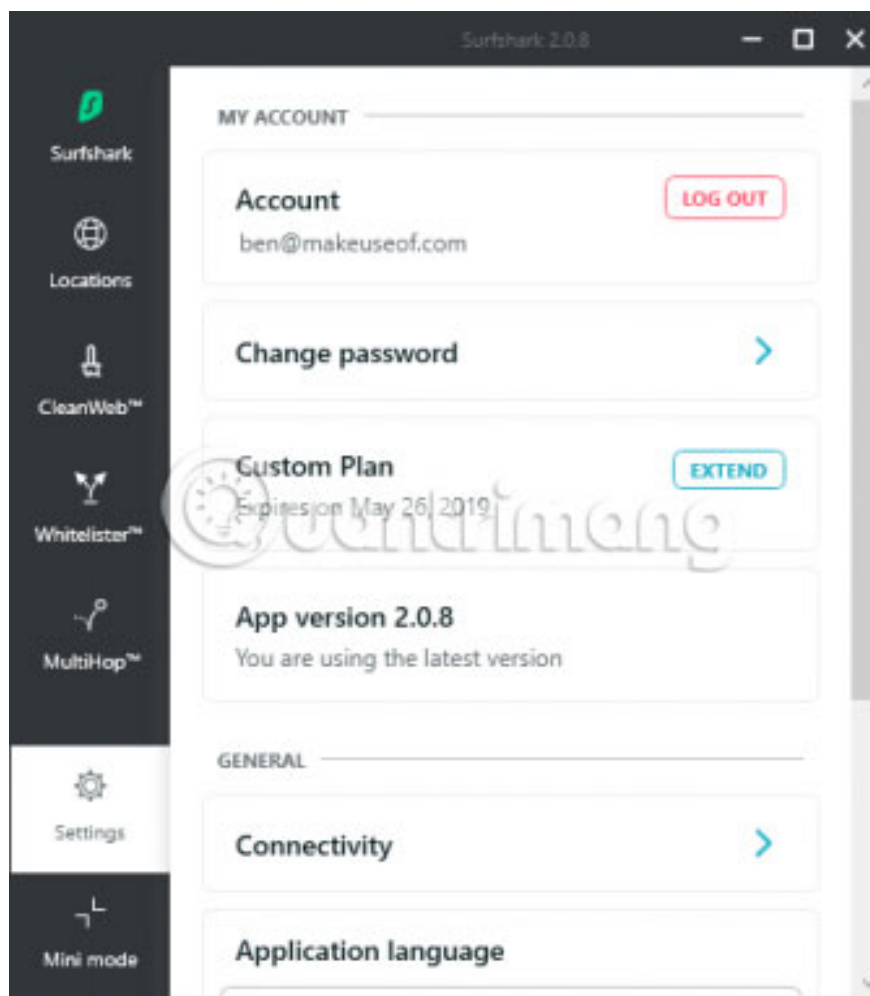 Surfshark 2.0.8
Surfshark
Locations
CleanWeb™
Whitelister™
MultiHop™
Settings
Mini mode
MY ACCOUNT
Account
LOG OUT
ben@makeuseof.com
Change password
Custom Plan
EXTEND
Expires on May 26, 2019
Quantrimang
App version 2.0.8
You are using the latest version
GENERAL
Connectivity
Application language